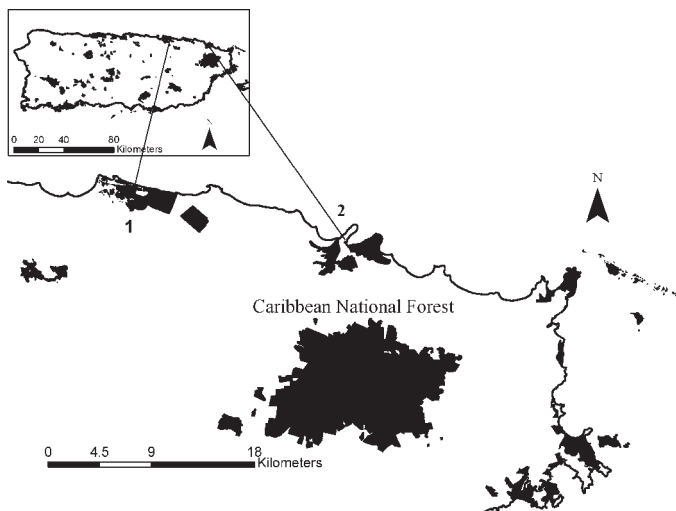 N
0 20 40 80
Kilometers
2
N
1
Caribbean National Forest
0 4.5 9 18
Kilometers